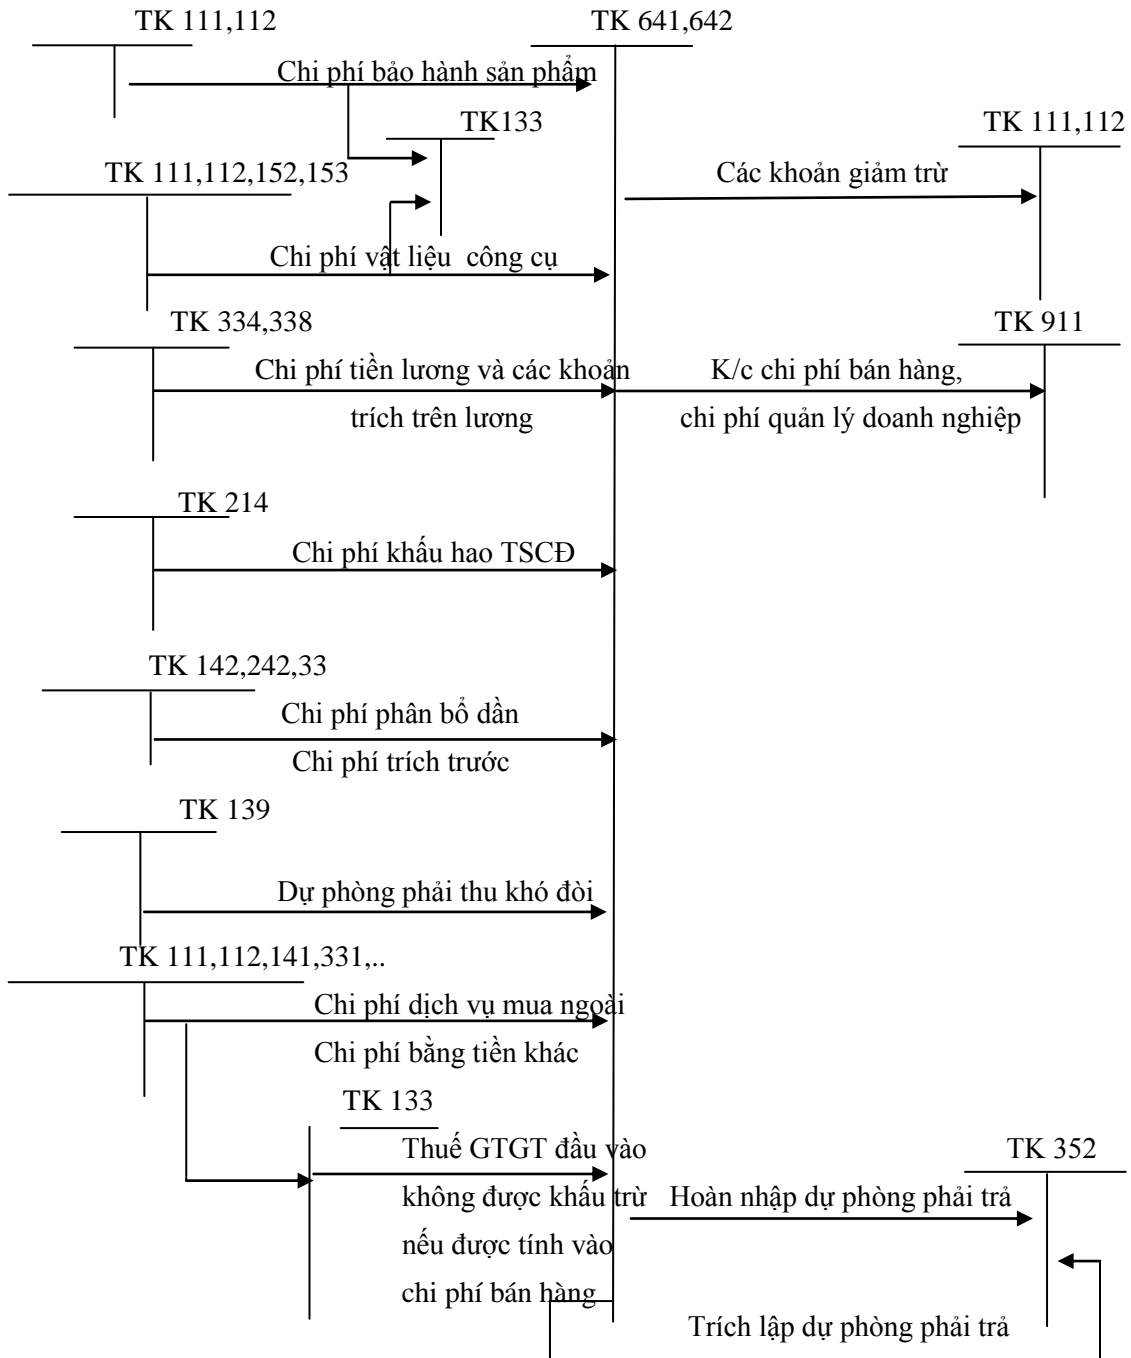 TK 111,112
TK 641,642
Chi phí bảo hành sản phẩm
TK133
TK 111,112
TK 111,112,152,153
Các khoản giảm trừ
Chi phí vật liệu công cụ
TK 334,338
TK 911
Chi phí tiền lương và các khoản
trích trên lương
K/c chi phí bán hàng,
chi phí quản lý doanh nghiệp
TK 214
Chi phí khấu hao TSCĐ
TK 142,242,33
Chi phí phân bổ dần
Chi phí trích trước
TK 139
Dự phòng phải thu khó đòi
TK 111,112,141,331,..
Chi phí dịch vụ mua ngoài
Chi phí bằng tiền khác
TK 133
Thuế GTGT đầu vào
không được khấu trừ
nếu được tính vào
chi phí bán hàng
TK 352
Hoàn nhập dự phòng phải trả
Trích lập dự phòng phải trả